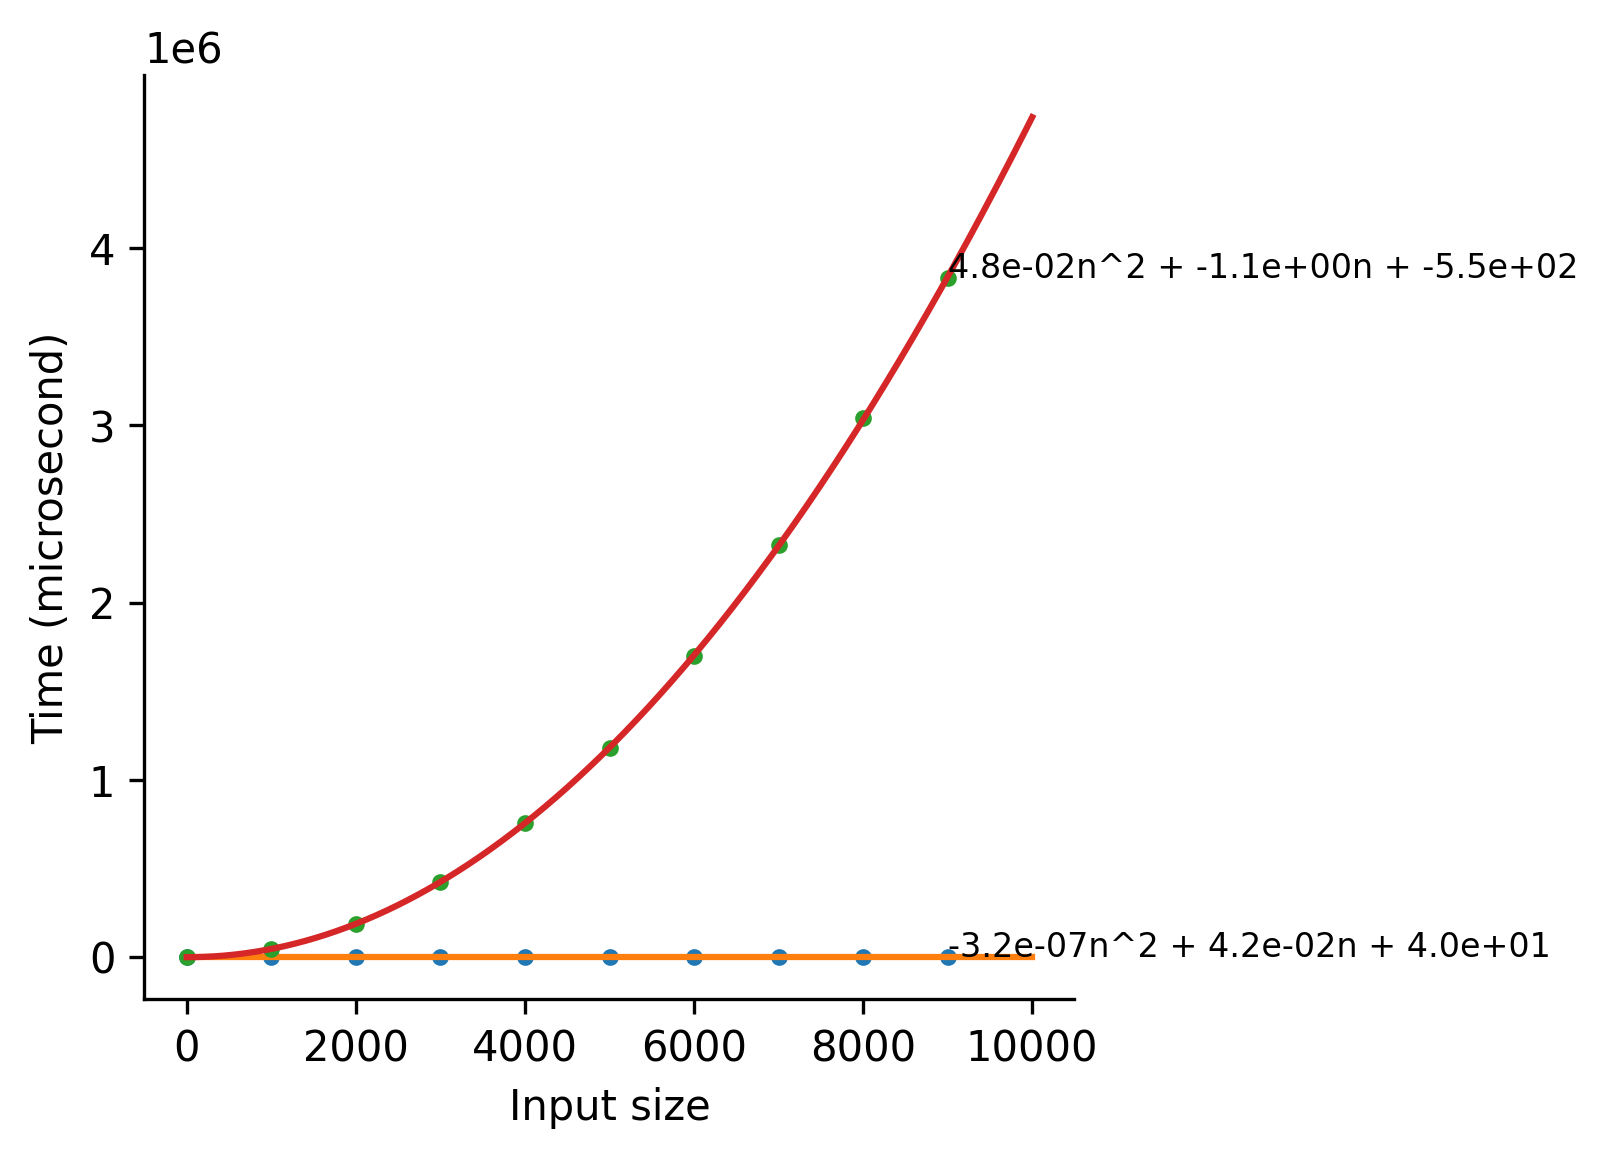 1e6
4
3
2
1
0
Time (microsecond)
4.8e-02n^2 + -1.1e+00n + -5.5e+02
-3.2e-07n^2 + 4.2e-02n + 4.0e+01
0 2000 4000 6000 8000 10000
Input size